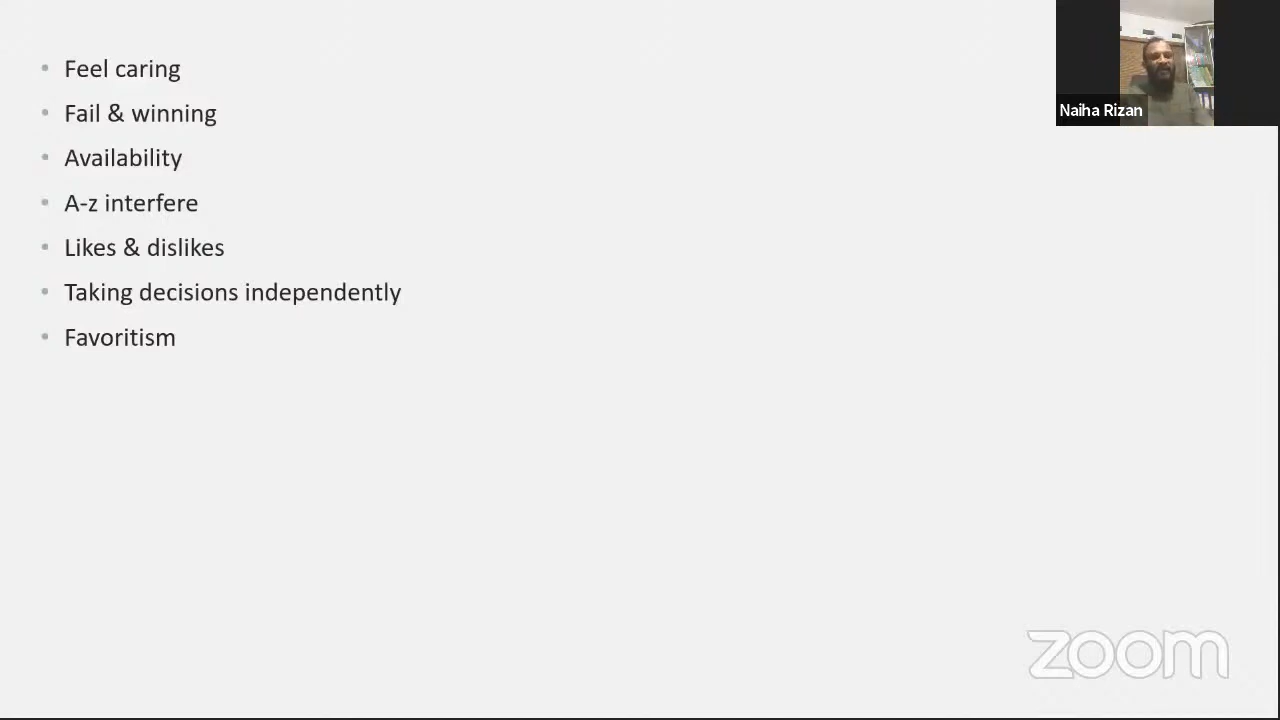 Feel caring
Fail & winning
Availability
A-z interfere
Likes & dislikes
Taking decisions independently
Favoritism
Naiha Rizan
zoom